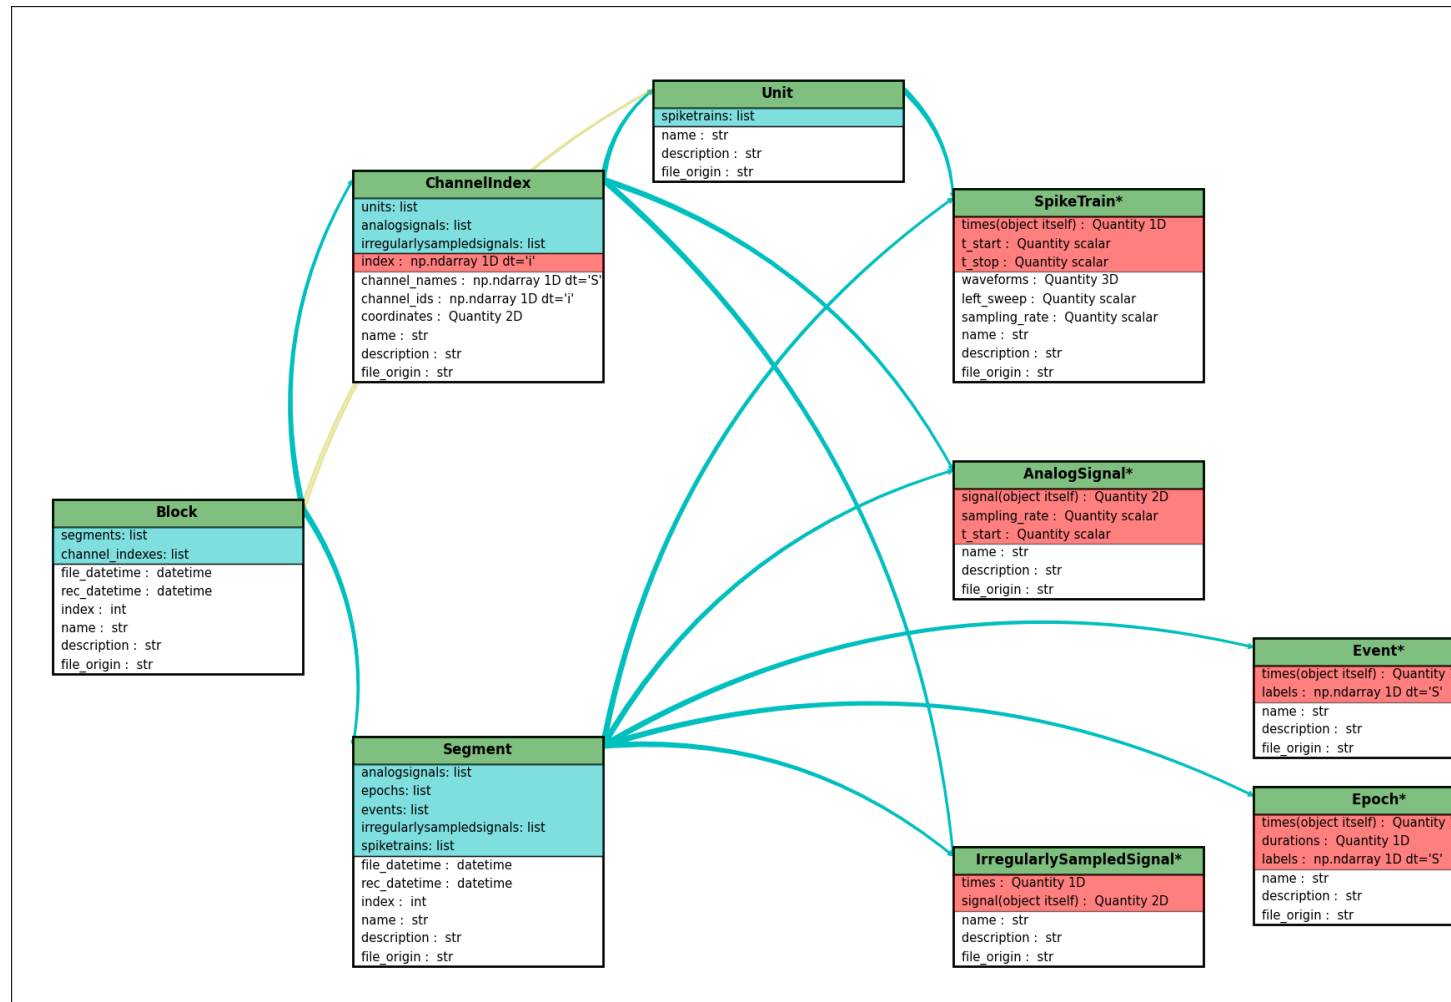 Unit
spiketrains: list
name :  str
description :  str
file_origin :  str
ChannelIndex
units: list
analogsignals: list
irregularlysampledsignals: list
index :  np.ndarray 1D dt='i'
channel_names :  np.ndarray 1D dt='S'
channel_ids :  np.ndarray 1D dt='i'
coordinates :  Quantity 2D
name :  str
description :  str
file_origin :  str
SpikeTrain*
times(object itself) :  Quantity 1D
t_start :  Quantity scalar
t_stop :  Quantity scalar
waveforms :  Quantity 3D
left_sweep :  Quantity scalar
sampling_rate :  Quantity scalar
name :  str
description :  str
file_origin :  str
AnalogSignal*
signal(object itself) :  Quantity 2D
sampling_rate :  Quantity scalar
t_start :  Quantity scalar
name :  str
description :  str
file_origin :  str
Block
segments: list
channel_indexes: list
file_datetime :  datetime
rec_datetime :  datetime
index :  int
name :  str
description :  str
file_origin :  str
Event*
times(object itself) :  Quantity
labels :  np.ndarray 1D dt='S'
name :  str
description :  str
file_origin :  str
Segment
analogsignals: list
epochs: list
events: list
irregularlysampledsignals: list
spiketrains: list
file_datetime :  datetime
rec_datetime :  datetime
index :  int
name :  str
description :  str
file_origin :  str
Epoch*
times(object itself) :  Quantity
durations :  Quantity 1D
labels :  np.ndarray 1D dt='S'
name :  str
description :  str
file_origin :  str
IrregularlySampledSignal*
times :  Quantity 1D
signal(object itself) :  Quantity 2D
name :  str
description :  str
file_origin :  str